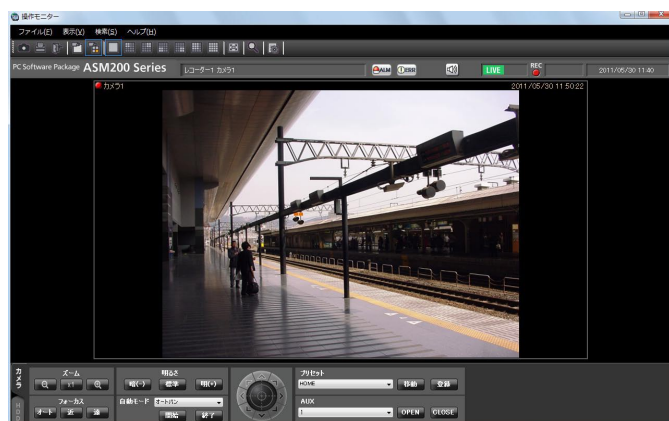 操作モニター
ファイル(F) 表示(V) 検索(S) ヘルプ(H)
PC Software Package ASM200 Series
レコーダー1 カメラ1
ALM
ERR
LIVE
REC
2011/05/30 11:40
カメラ1
2011/05/30 11:50:22
カメラ
HDD
ズーム
x1
フォーカス
オート 近 遠
明るさ
暗(-) 標準 明(+)
自動モード オートパン
開始 終了
プリセット
HOME 移動 登録
AUX
1 OPEN CLOSE